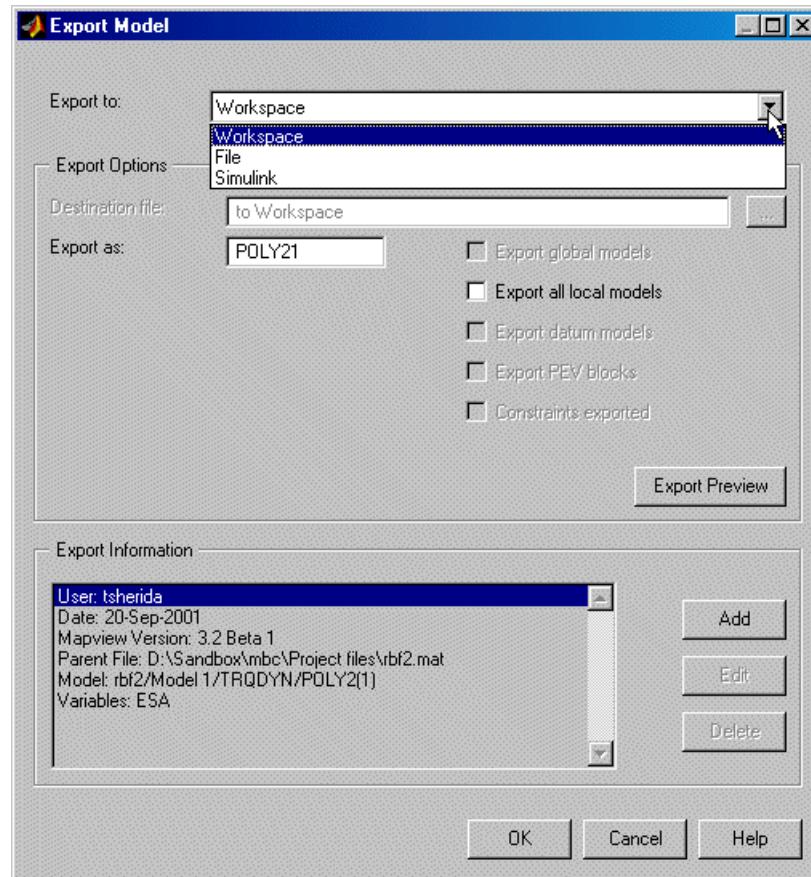 Export Model
Export to:
Workspace
Workspace
File
Simulink
Export Options
Destination file:
to Workspace
...
Export as:
POLY21
Export global models
Export all local models
Export datum models
Export PEV blocks
Constraints exported
Export Preview
Export Information
User: tsherida
Date: 20-Sep-2001
Mapview Version: 3.2 Beta 1
Parent File: D:\Sandbox\mbc\Project files\rbf2.mat
Model: rbf2/Model 1/TRQDYN/POLY2(1)
Variables: ESA
Add
Edit
Delete
OK
Cancel
Help